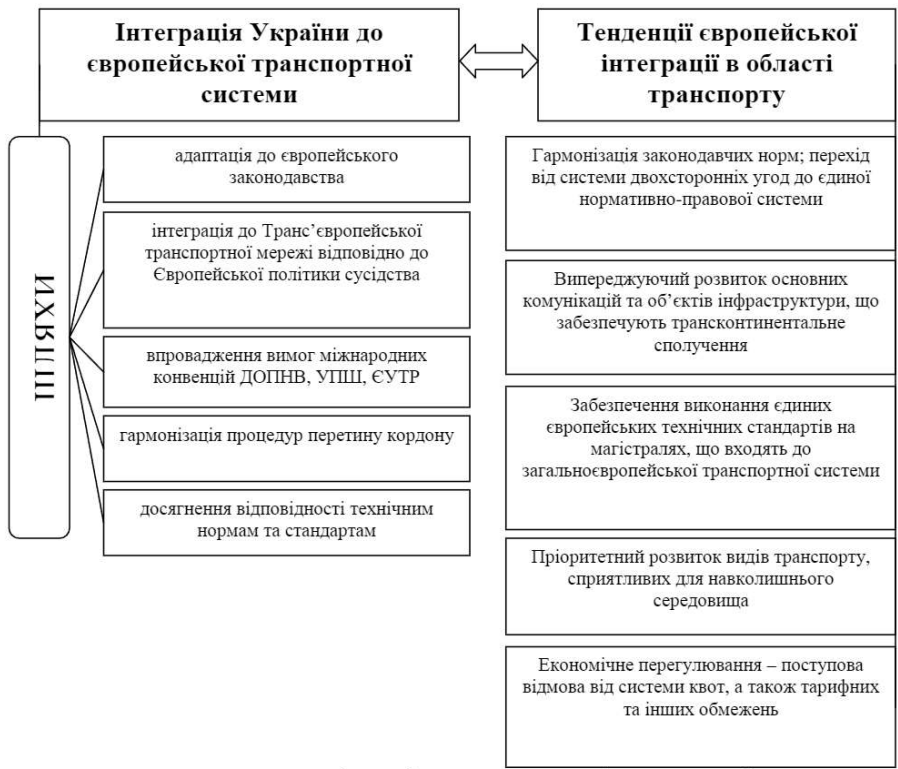 Інтеграція України до
європейської транспортної
системи
Тенденції європейської
інтеграції в області
транспорту
ШЛЯХИ
адаптація до європейського
законодавства
інтеграція до Транс’європейської
транспортної мережі відповідно до
Європейської політики сусідства
впровадження вимог міжнародних
конвенцій ДОПНВ, УПШ, ЄУТР
гармонізація процедур перетину кордону
досягнення відповідності технічним
нормам та стандартам
Гармонізація законодавчих норм; перехід
від системи двохсторонніх угод до єдиної
нормативно-правової системи
Випереджуючий розвиток основних
комунікацій та об’єктів інфраструктури, що
забезпечують трансконтинентальне
сполучення
Забезпечення виконання єдиних
європейських технічних стандартів на
магістралях, що входять до
загальноєвропейської транспортної системи
Пріоритетний розвиток видів транспорту,
сприятливих для навколишнього
середовища
Економічне перегулювання – поступова
відмова від системи квот, а також тарифних
та інших обмежень